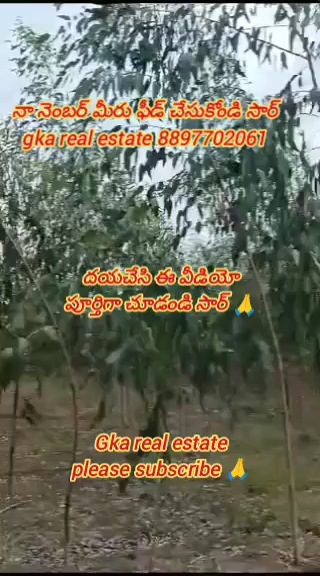 నా నెంబర్ మీరు ఫీడ్ చేసుకోండి సార్
gka real estate 8897702061
దయచేసి ఈ వీడియో
పూర్తిగా చూడండి సార్ 🙏
Gka real estate
please subscribe 🙏